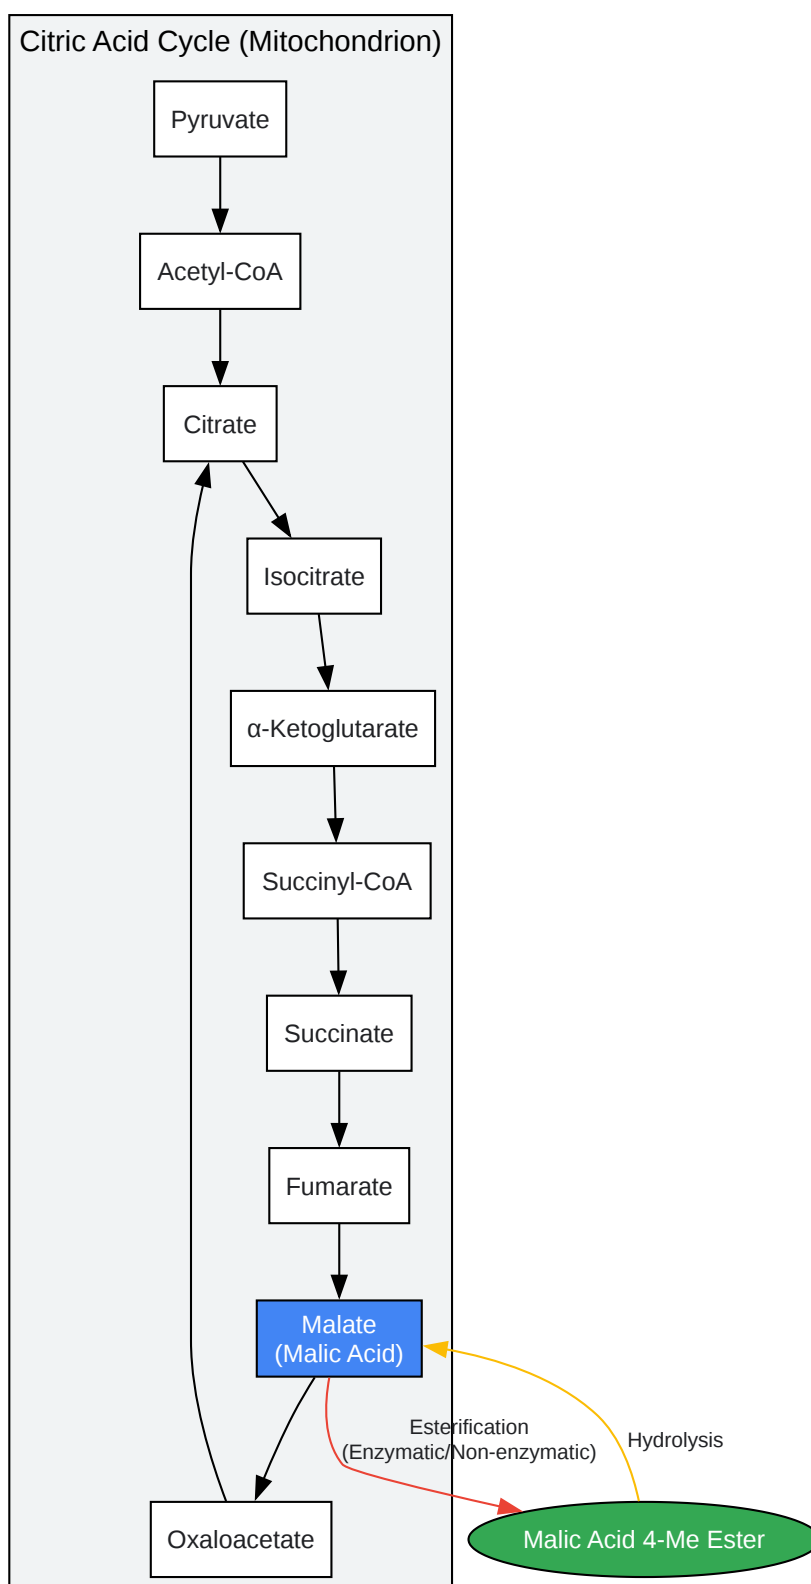 Citric Acid Cycle (Mitochondrion)
Pyruvate
Acetyl-CoA
Citrate
Isocitrate
α-Ketoglutarate
Succinyl-CoA
Succinate
Fumarate
Malate
(Malic Acid)
Esterification
(Enzymatic/Non-enzymatic)
Hydrolysis
Oxaloacetate
Malic Acid 4-Me Ester